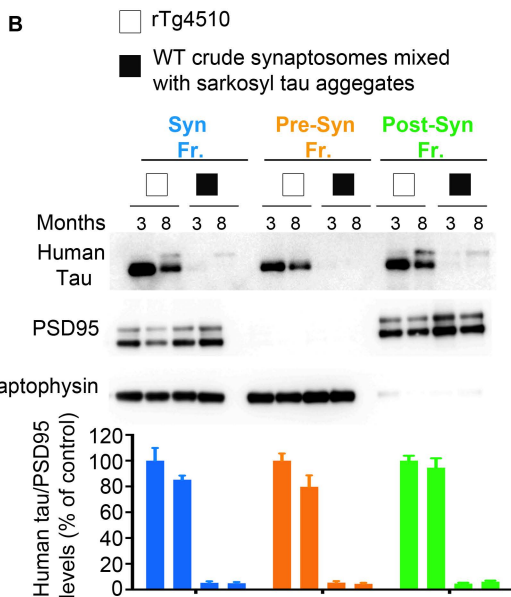 B
rTg4510
WT crude synaptosomes mixed
with sarkosyl tau aggegates
Syn
Fr.
Pre-Syn
Fr.
Post-Syn
Fr.
Months 3 8 3 8 3 8 3 8 3 8 3 8
Human
Tau
PSD95
aptophysin
Human tau/PSD95
levels (% of control)
120
100
80
60
40
20
0